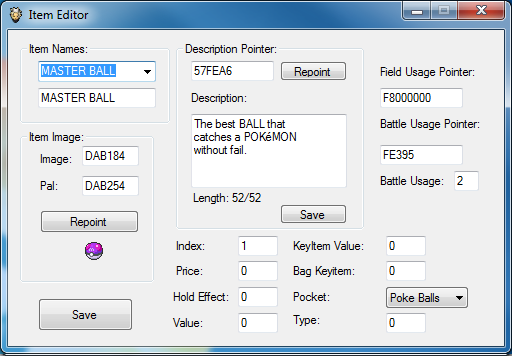 Item Editor
Item Names:
MASTER BALL
MASTER BALL
Item Image:
Image: DAB184
Pal: DAB254
Repoint
Save
Description Pointer:
57FEA6 Repoint
Description:
The best BALL that
catches a POKéMON
without fail.
Length: 52/52
Save
Field Usage Pointer:
F8000000
Battle Usage Pointer:
FE395
Battle Usage: 2
Index: 1 KeyItem Value: 0
Price: 0 Bag Keyitem: 0
Hold Effect: 0 Pocket: Poke Balls
Value: 0 Type: 0